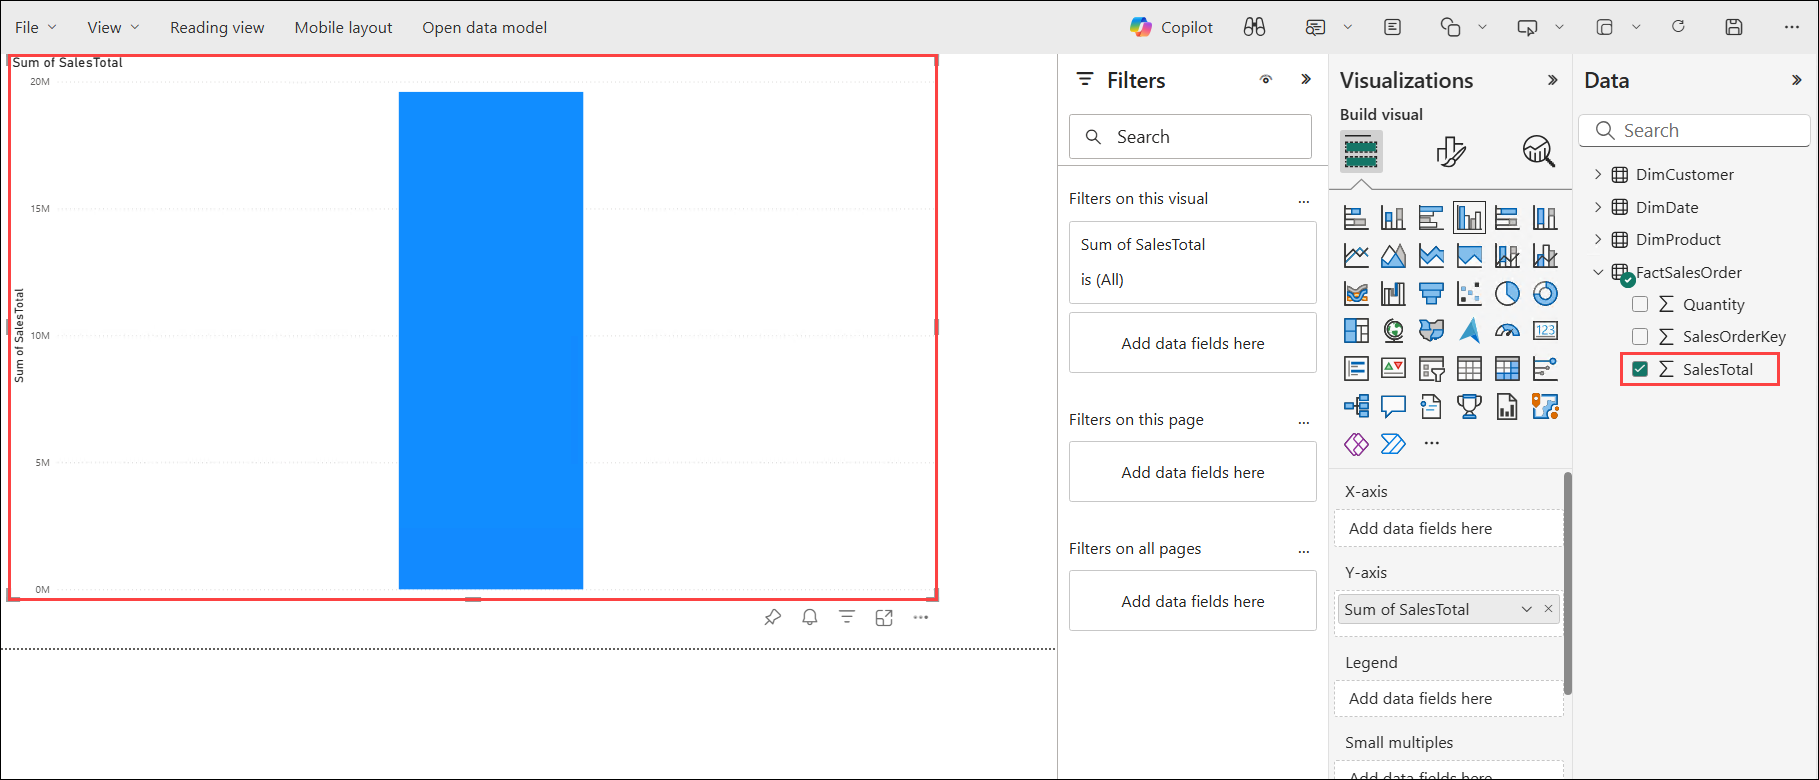 File
View
Reading view
Mobile layout
Open data model
Copilot
Sum of SalesTotal
20M
15M
10M
5M
0M
Sum of SalesTotal
Filters
Search
Filters on this visual
Sum of SalesTotal
is (All)
Add data fields here
Filters on this page
Add data fields here
Filters on all pages
Add data fields here
Visualizations
Build visual
123
X-axis
Add data fields here
Y-axis
Sum of SalesTotal
Legend
Add data fields here
Small multiples
Add data fields here
Data
Search
DimCustomer
DimDate
DimProduct
FactSalesOrder
Quantity
SalesOrderKey
SalesTotal